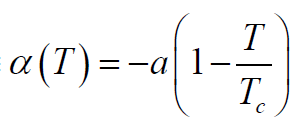 α(T) = −a(1 − T/T_c)